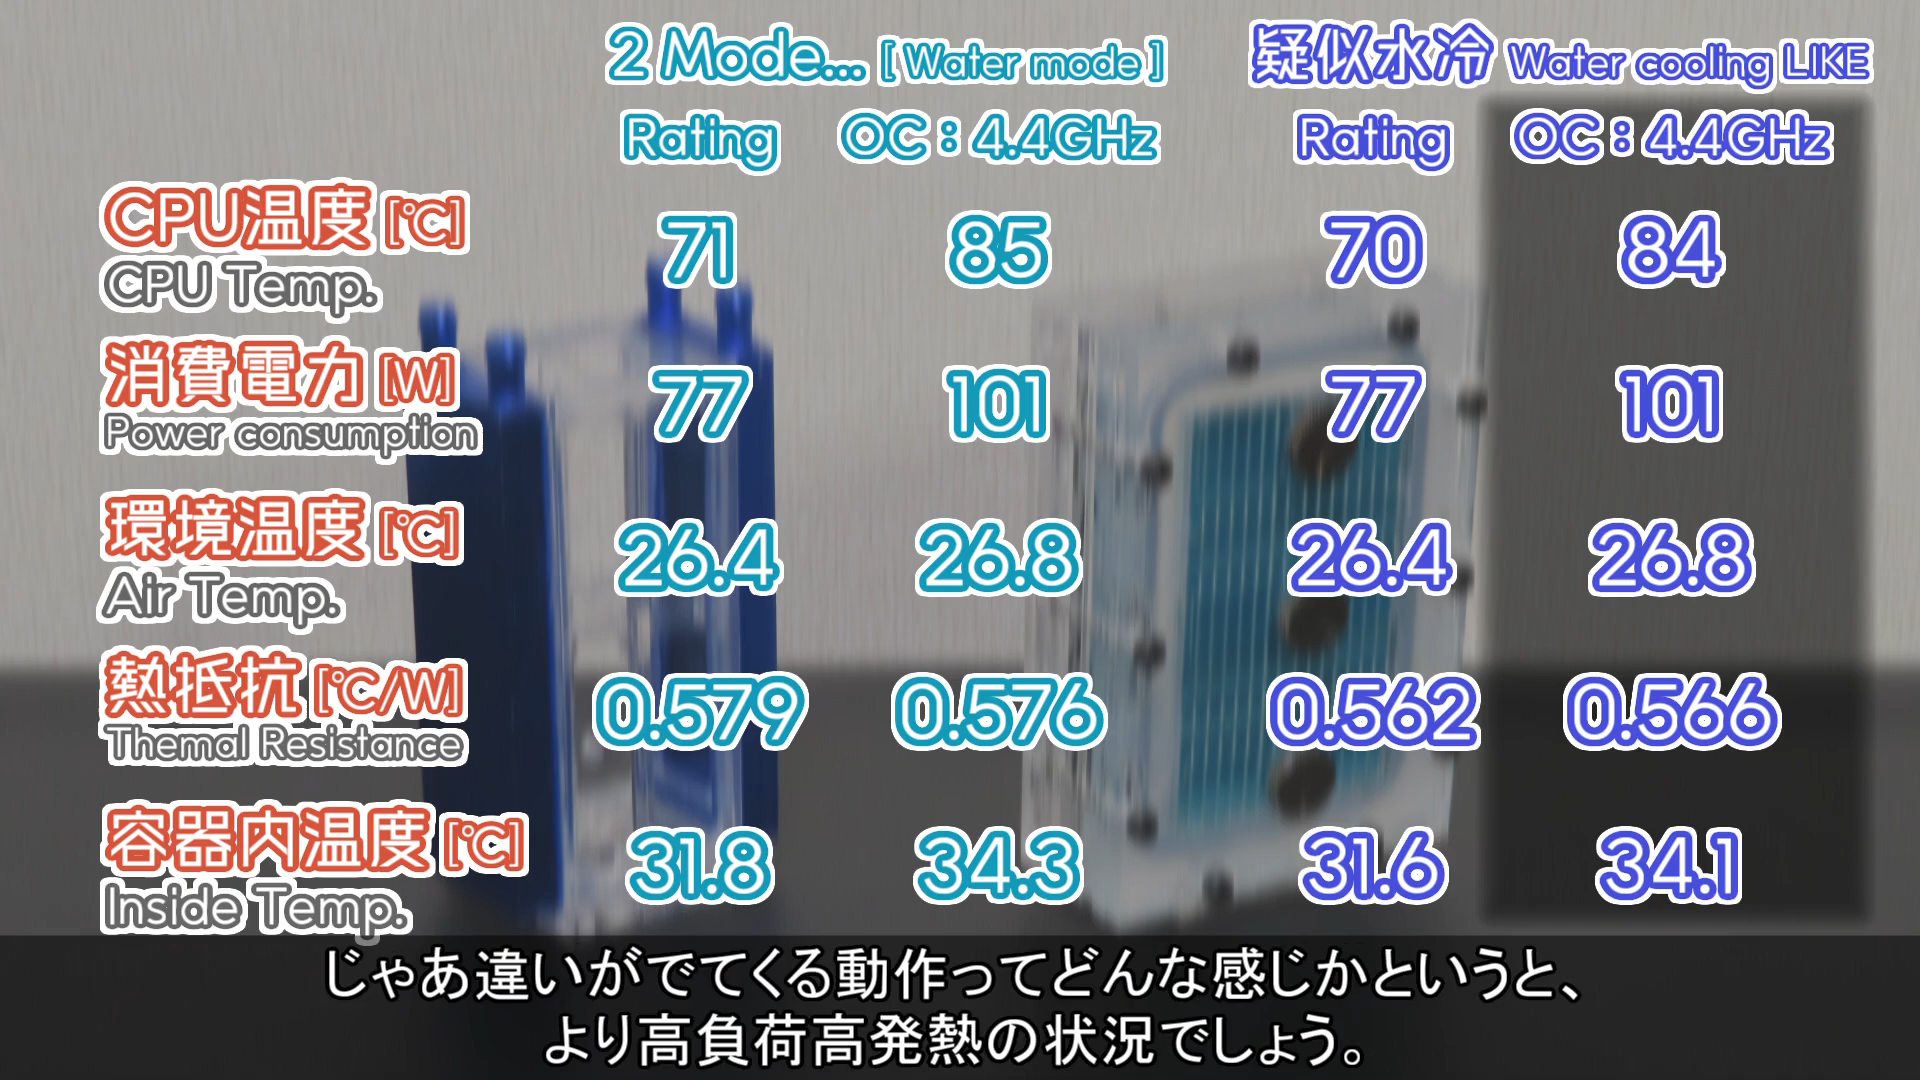 2 Mode... [ Water mode ] 疑似水冷 Water cooling LIKE
Rating OC：4.4GHz Rating OC：4.4GHz
CPU温度 [℃] 71 85 70 84
CPU Temp.
消費電力 [W] 77 101 77 101
Power consumption
環境温度 [℃] 26.4 26.8 26.4 26.8
Air Temp.
熱抵抗 [℃/W] 0.579 0.576 0.562 0.566
Themal Resistance
容器内温度 [℃] 31.8 34.3 31.6 34.1
Inside Temp.
じゃあ違いがでてくる動作ってどんな感じかというと、
より高負荷高発熱の状況でしょう。